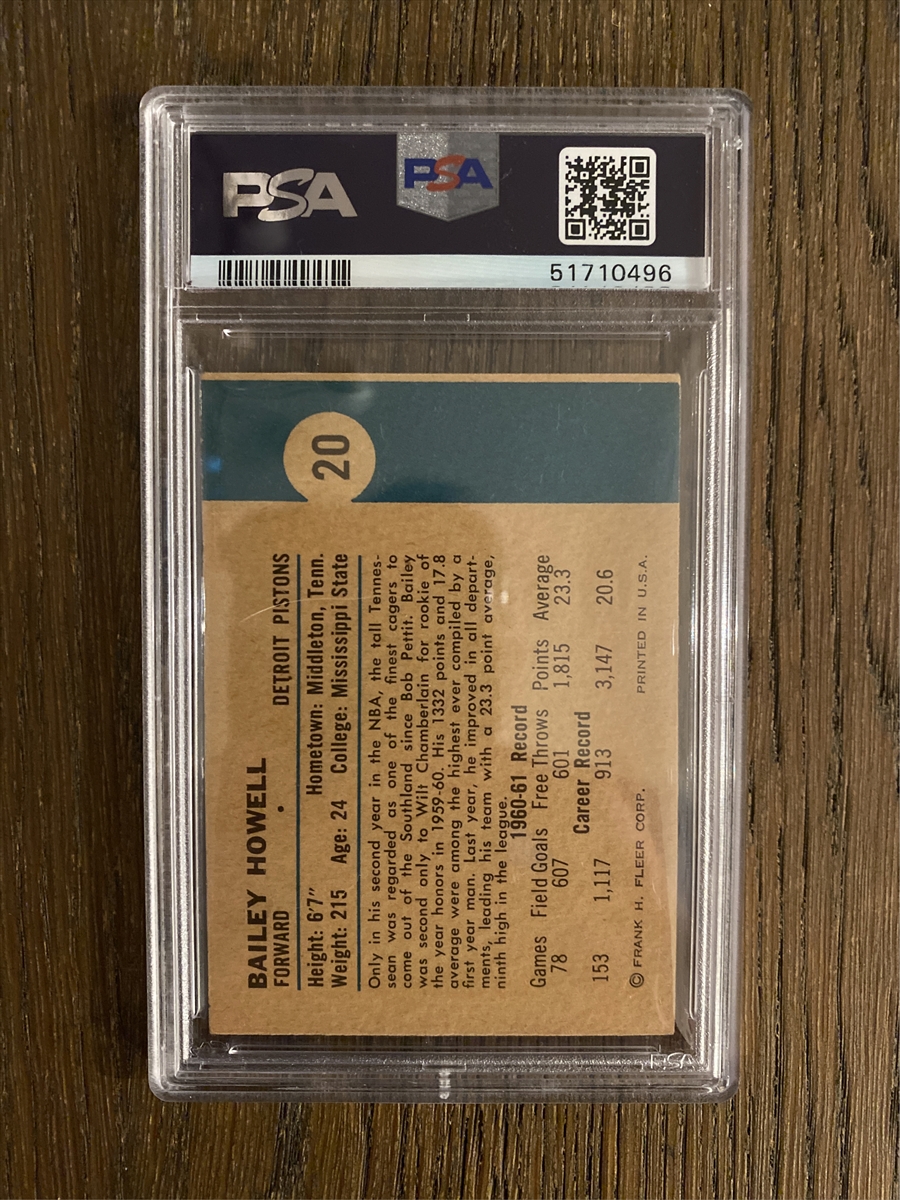 PSA
PSA
51710496
20
BAILEY HOWELL
FORWARD • DETROIT PISTONS
Height: 6'7" Hometown: Middleton, Tenn.
Weight: 215 Age: 24 College: Mississippi State
Only in his second year in the NBA, the tall Tennes-
sean was regarded as one of the finest cagers to
come out of the Southland since Bob Pettit. Bailey
was second only to Wilt Chamberlain for rookie of
the year honors in 1959-60. His 1332 points and 17.8
average were among the highest ever compiled by a
first year man. Last year, he improved in all depart-
ments, leading his team, with a 23.3 point average,
ninth high in the league.
1960-61 Record
Games Field Goals Free Throws Points Average
78 607 601 1,815 23.3
Career Record
153 1,117 913 3,147 20.6
© FRANK H. FLEER CORP. PRINTED IN U.S.A.
PSA